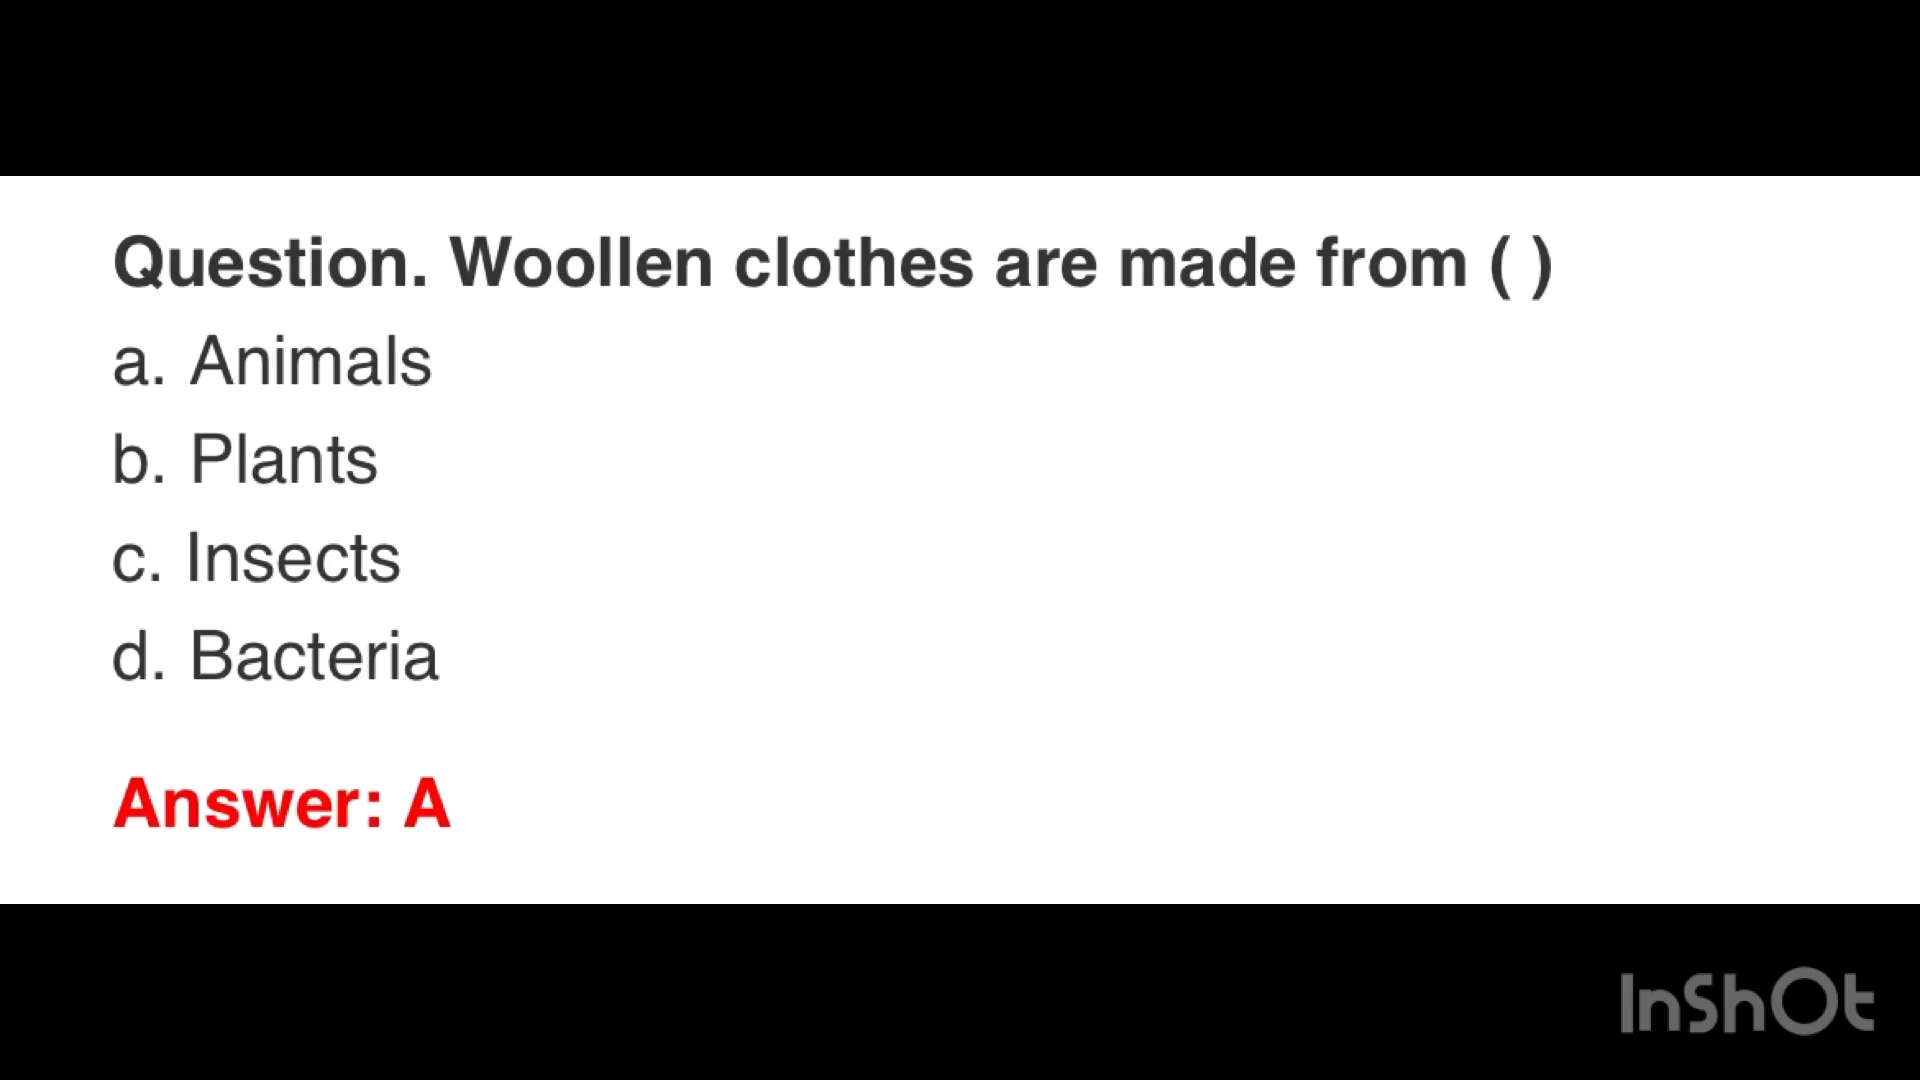 Question. Woollen clothes are made from ( )
a. Animals
b. Plants
c. Insects
d. Bacteria
Answer: A
InShOt